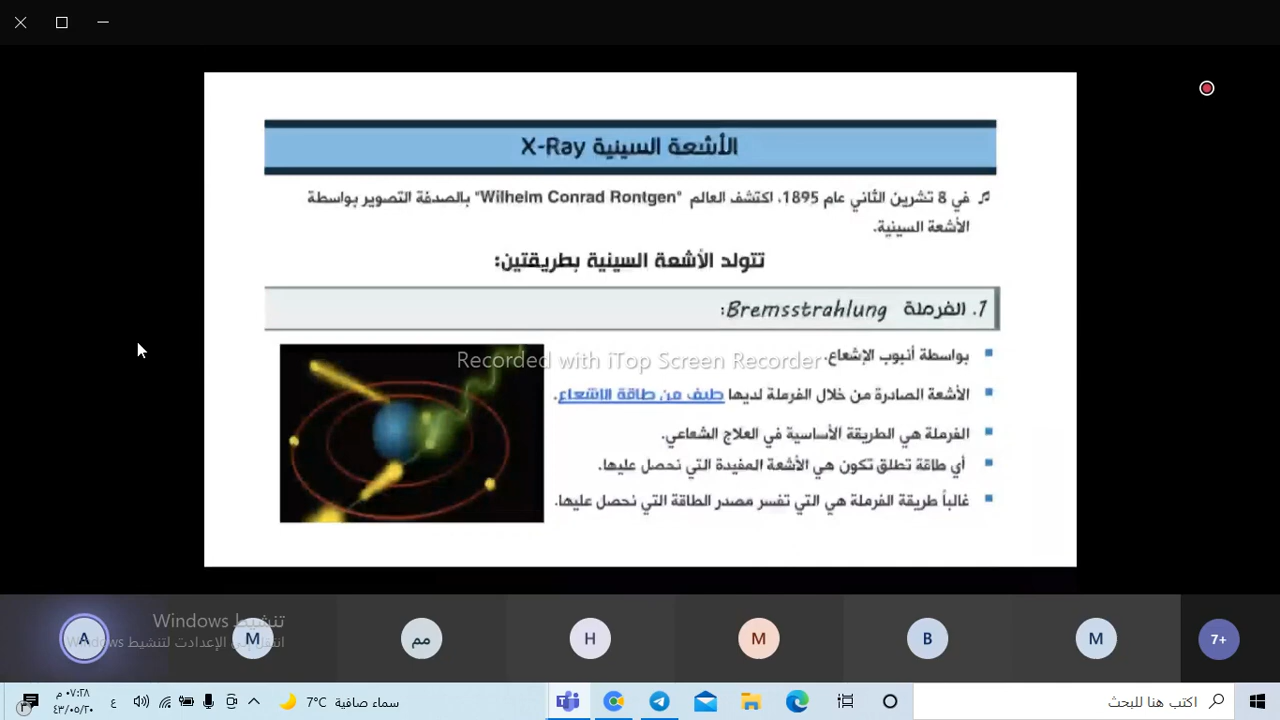 الأشعة السينية X-Ray
♫ في 8 تشرين الثاني عام 1895، اكتشف العالم "Wilhelm Conrad Rontgen" بالصدفة التصوير بواسطة
الأشعة السينية.
تتولد الأشعة السينية بطريقتين:
1. الفرملة Bremsstrahlung:
بواسطة أنبوب الإشعاع.
Recorded with iTop Screen Recorder
الأشعة الصادرة من خلال الفرملة لديها طيف من طاقة الاشعاع.
الفرملة هي الطريقة الأساسية في العلاج الشعاعي.
أي طاقة تطلق تكون هي الأشعة المفيدة التي نحصل عليها.
غالباً طريقة الفرملة هي التي تفسر مصدر الطاقة التي نحصل عليها.
تنشيط Windows
انتقل إلى الإعدادت لتنشيط Windows
A
M
مم
H
M
B
M
7+
اكتب هنا للبحث
سماء صافية 7°C
ع
٠٧:٢٨ م
٤٣/٠٥/٢٠